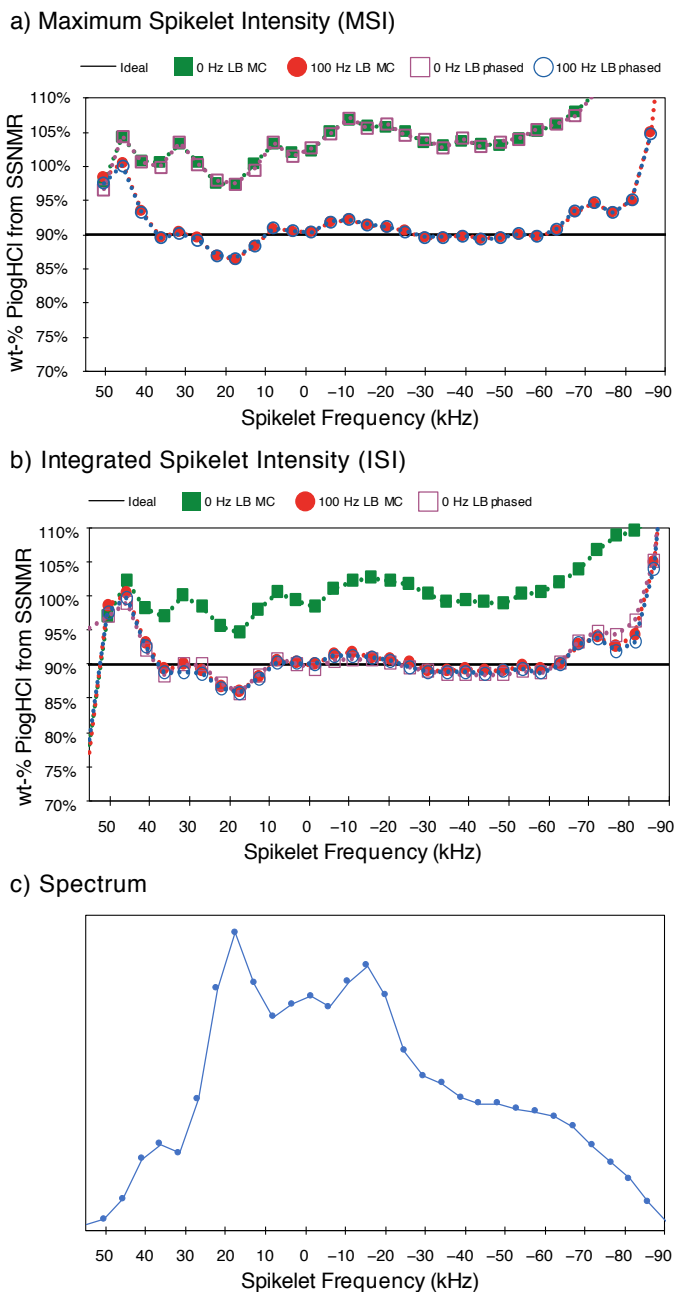 a) Maximum Spikelet Intensity (MSI)
Ideal 0 Hz LB MC 100 Hz LB MC 0 Hz LB phased 100 Hz LB phased
wt-% PiogHCl from SSNMR
110%
105%
100%
95%
90%
85%
80%
75%
70%
50 40 30 20 10 0 −10 −20 −30 −40 −50 −60 −70 −80 −90
Spikelet Frequency (kHz)
b) Integrated Spikelet Intensity (ISI)
Ideal 0 Hz LB MC 100 Hz LB MC 0 Hz LB phased
wt-% PiogHCl from SSNMR
110%
105%
100%
95%
90%
85%
80%
75%
70%
50 40 30 20 10 0 −10 −20 −30 −40 −50 −60 −70 −80 −90
Spikelet Frequency (kHz)
c) Spectrum
50 40 30 20 10 0 −10 −20 −30 −40 −50 −60 −70 −80 −90
Spikelet Frequency (kHz)